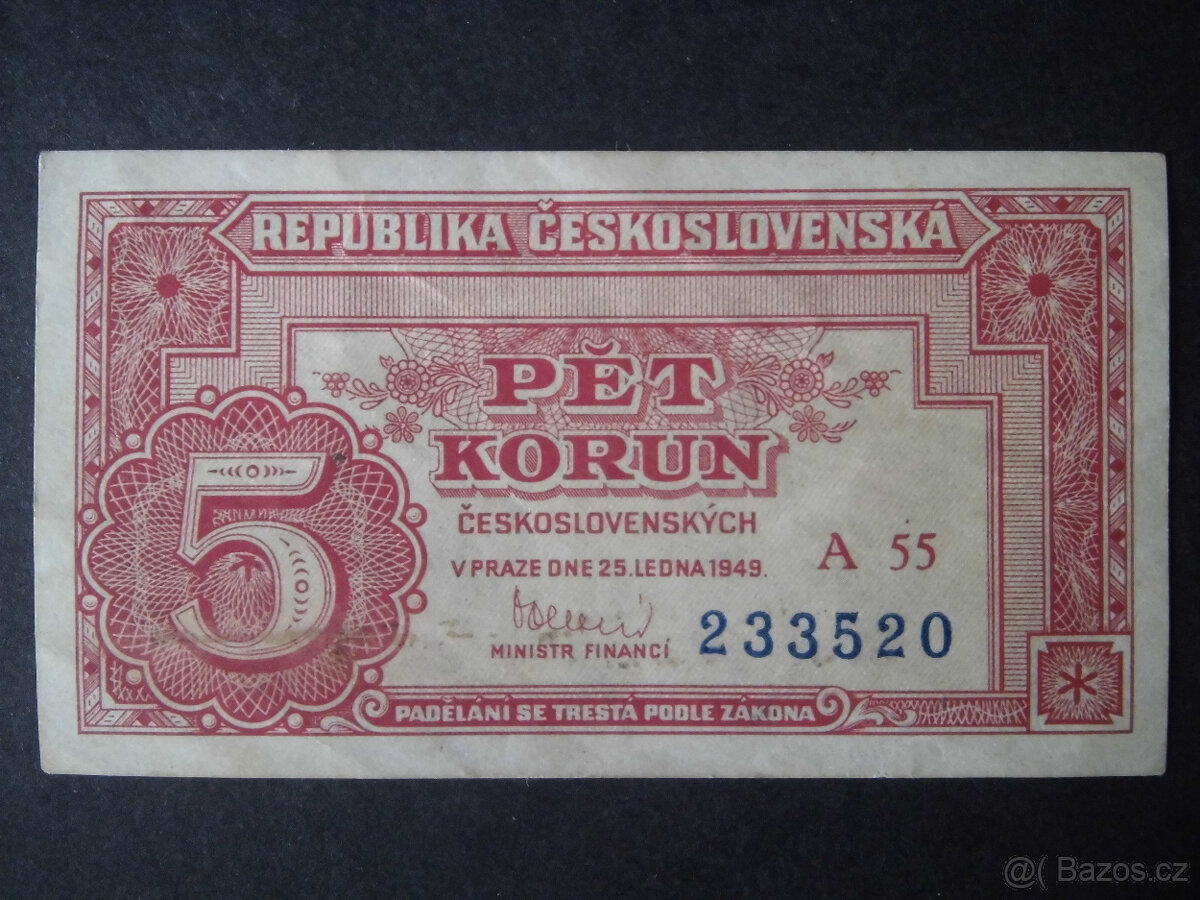 REPUBLIKA ČESKOSLOVENSKÁ
PĚT
KORUN
5
ČESKOSLOVENSKÝCH
V PRAZE DNE 25. LEDNA 1949.
A 55
233520
MINISTR FINANCÍ
PADĚLÁNÍ SE TRESTÁ PODLE ZÁKONA
@( Bazos.cz